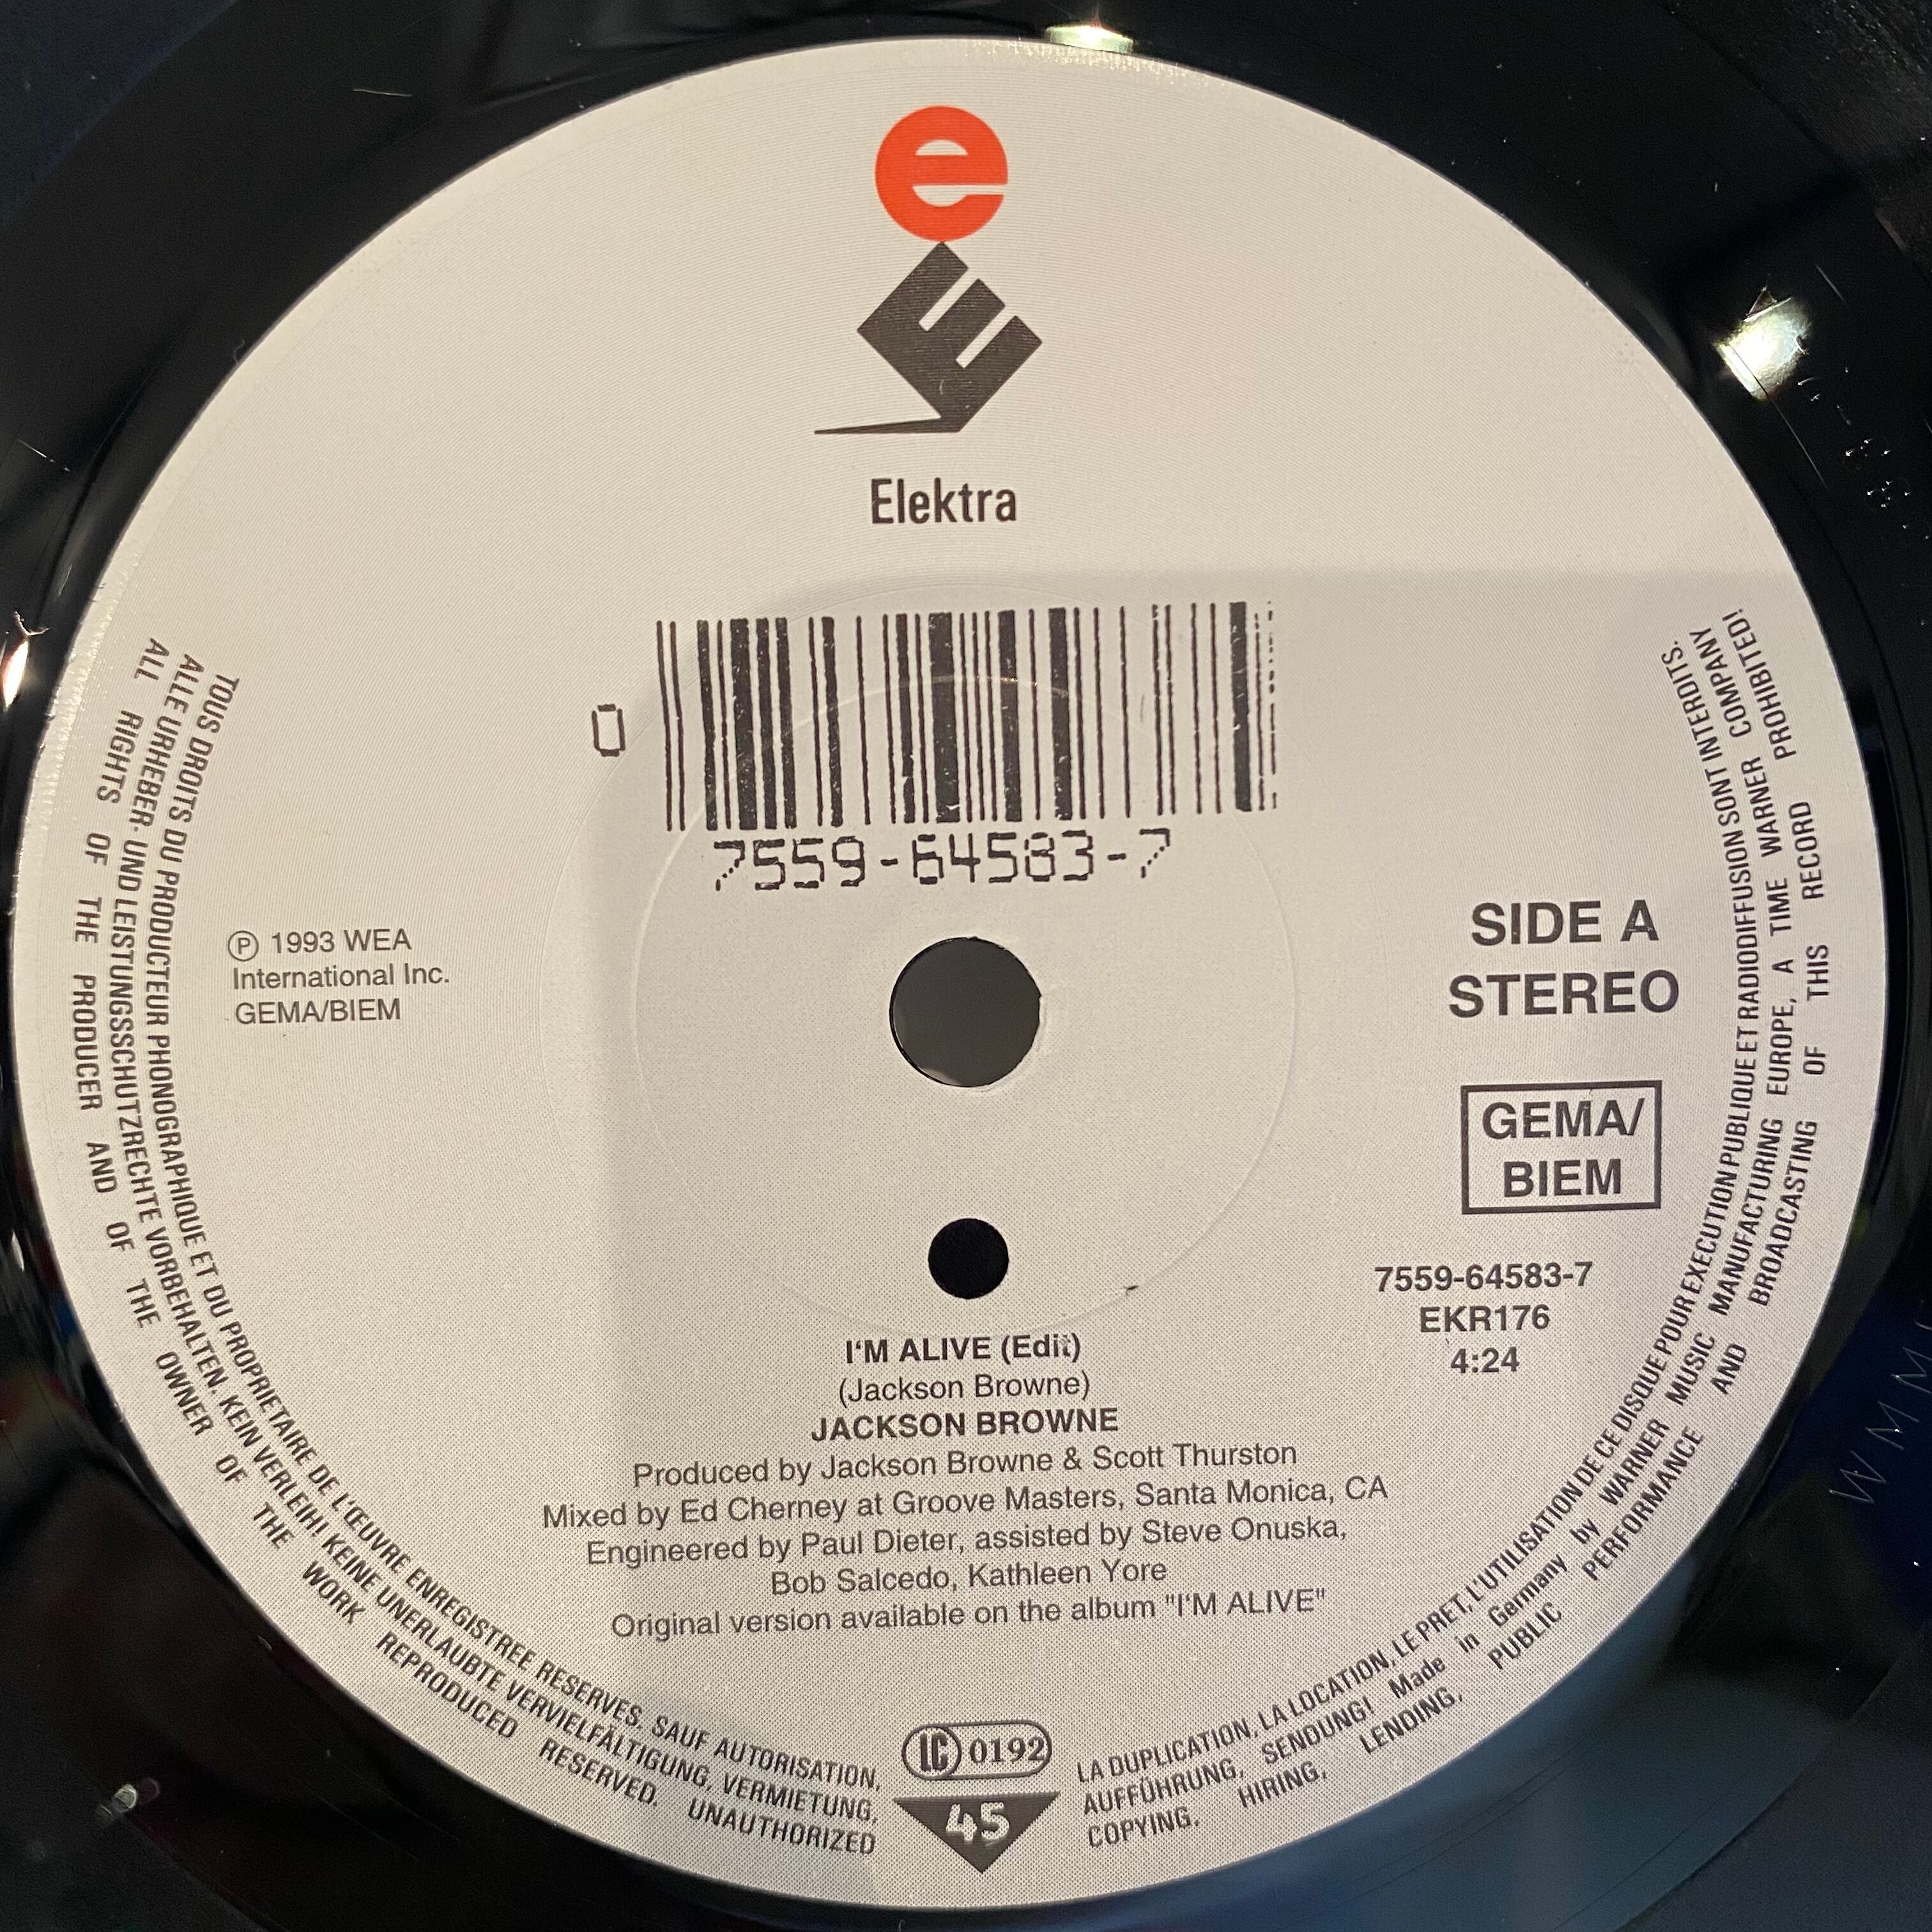 e
E
Elektra
0
7559-64583-7
Ⓟ 1993 WEA
International Inc.
GEMA/BIEM
SIDE A
STEREO
GEMA/
BIEM
7559-64583-7
EKR176
4:24
I'M ALIVE (Edit)
(Jackson Browne)
JACKSON BROWNE
Produced by Jackson Browne & Scott Thurston
Mixed by Ed Cherney at Groove Masters, Santa Monica, CA
Engineered by Paul Dieter, assisted by Steve Onuska,
Bob Salcedo, Kathleen Yore
Original version available on the album "I'M ALIVE"
LC 0192
45
TOUS DROITS DU PRODUCTEUR PHONOGRAPHIQUE ET DU PROPRIETAIRE DE L'ŒUVRE ENREGISTREE RESERVES. SAUF AUTORISATION, LA DUPLICATION, LA LOCATION, LE PRET, L'UTILISATION DE CE DISQUE POUR EXECUTION PUBLIQUE ET RADIODIFFUSION SONT INTERDITS.
ALLE URHEBER- UND LEISTUNGSSCHUTZRECHTE VORBEHALTEN. KEIN VERLEIH! KEINE UNERLAUBTE VERVIELFÄLTIGUNG, VERMIETUNG, AUFFÜHRUNG, SENDUNG! Made in Germany by WARNER MUSIC MANUFACTURING EUROPE, A TIME WARNER COMPANY
ALL RIGHTS OF THE PRODUCER AND OF THE OWNER OF THE WORK REPRODUCED RESERVED. UNAUTHORIZED COPYING, HIRING, LENDING, PUBLIC PERFORMANCE AND BROADCASTING OF THIS RECORD PROHIBITED!